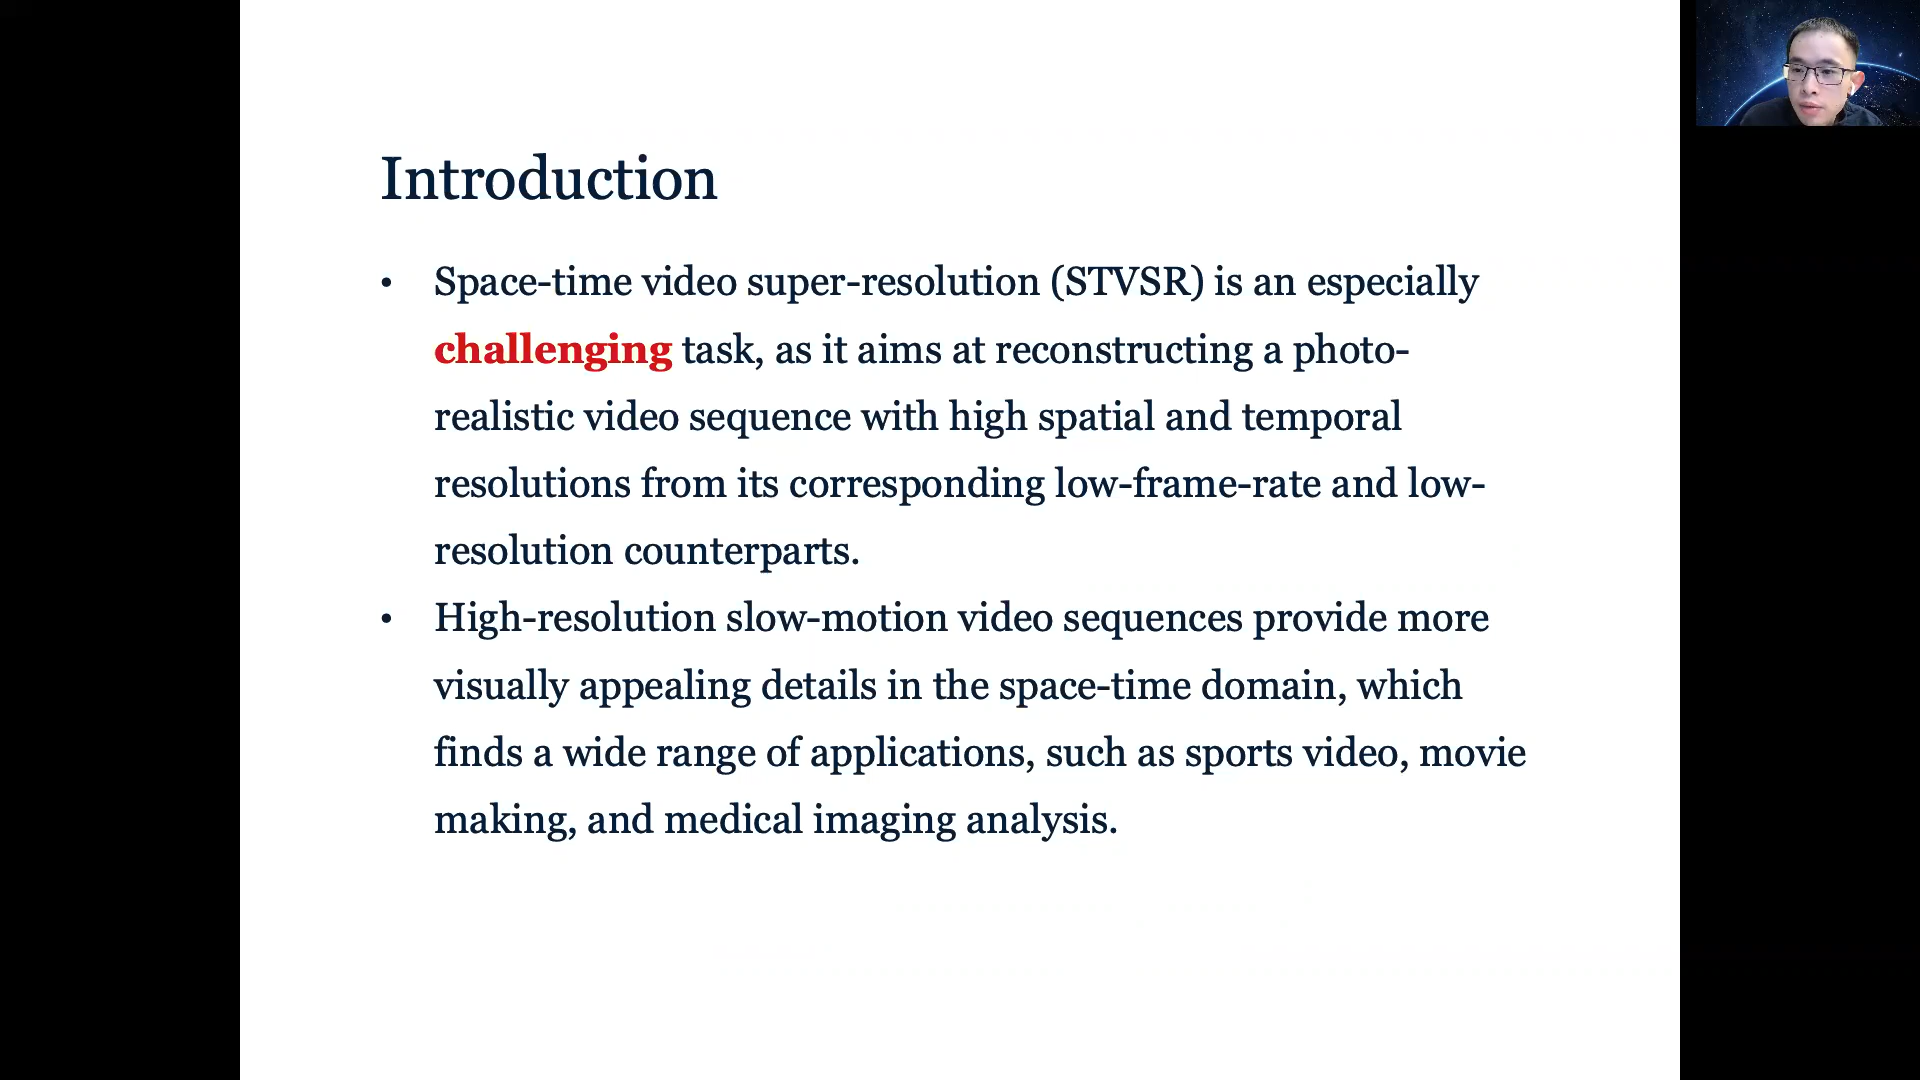 Introduction
• Space-time video super-resolution (STVSR) is an especially
challenging task, as it aims at reconstructing a photo-
realistic video sequence with high spatial and temporal
resolutions from its corresponding low-frame-rate and low-
resolution counterparts.
• High-resolution slow-motion video sequences provide more
visually appealing details in the space-time domain, which
finds a wide range of applications, such as sports video, movie
making, and medical imaging analysis.